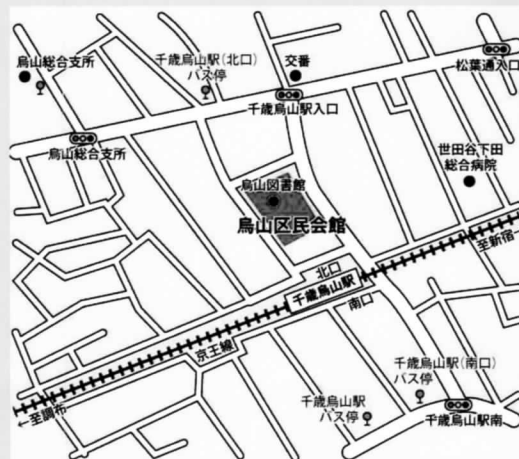 烏山総合支所
千歳烏山駅(北口)
バス停
交番
松葉通入口
千歳烏山駅入口
烏山総合支所
世田谷下田
総合病院
烏山図書館
烏山区民会館
至新宿→
北口
千歳烏山駅
南口
京王線
千歳烏山駅(南口)
バス停
千歳烏山駅
バス停
千歳烏山駅南
←至調布